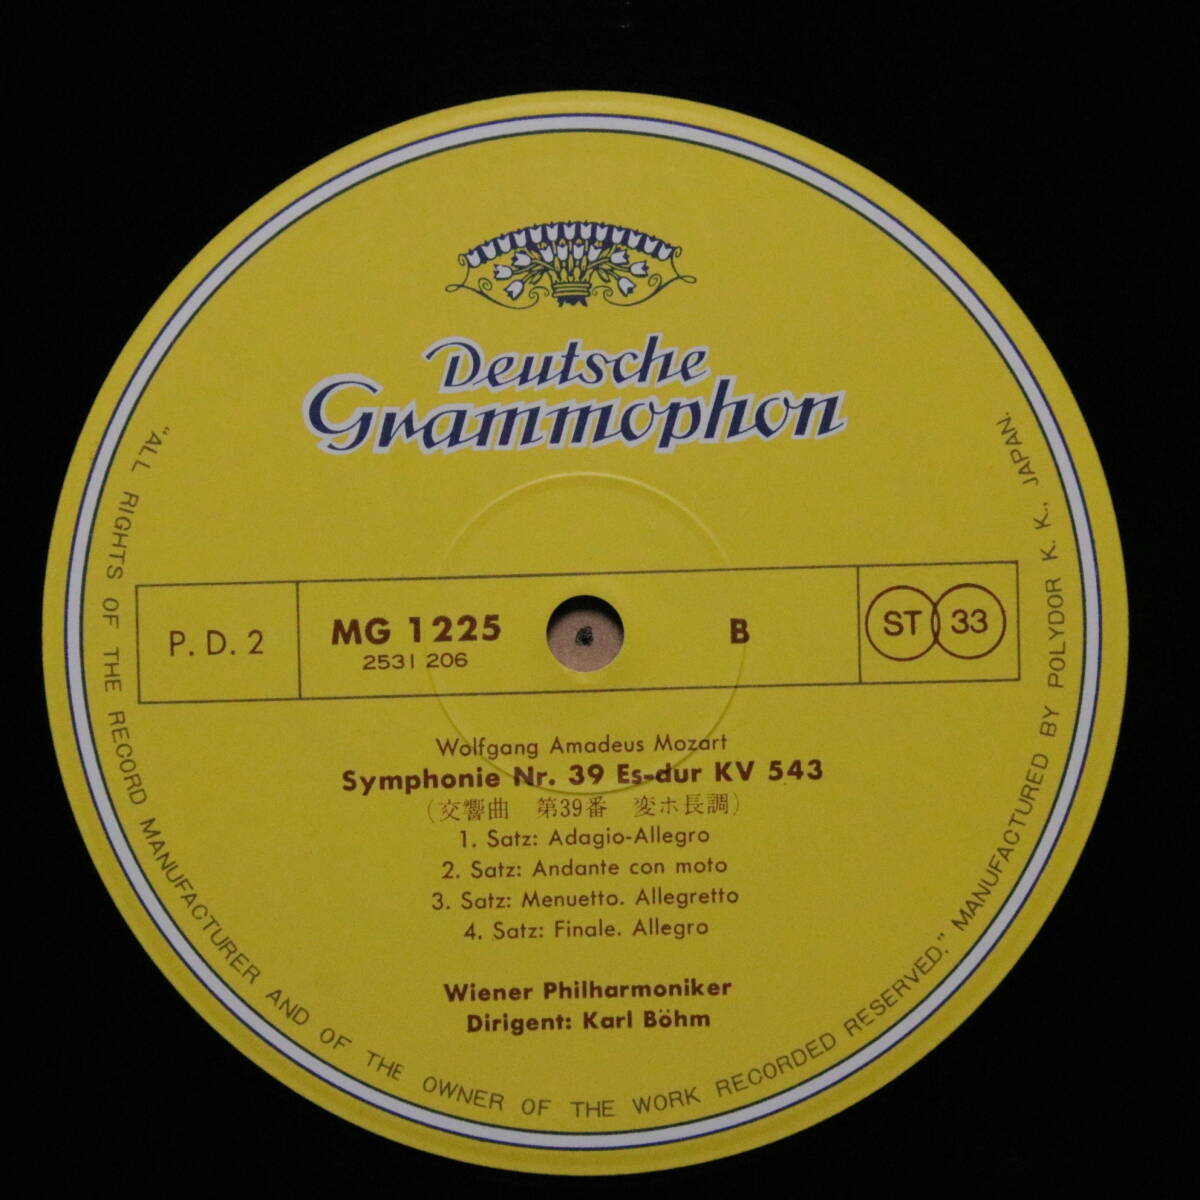 Deutsche
Grammophon
P. D. 2
MG 1225
2531 206
B
ST 33
Wolfgang Amadeus Mozart
Symphonie Nr. 39 Es-dur KV 543
(交響曲 第39番 変ホ長調)
1. Satz: Adagio-Allegro
2. Satz: Andante con moto
3. Satz: Menuetto. Allegretto
4. Satz: Finale. Allegro
Wiener Philharmoniker
Dirigent: Karl Böhm
"ALL RIGHTS OF THE RECORD MANUFACTURER AND OF THE OWNER OF THE WORK RECORDED RESERVED." MANUFACTURED BY POLYDOR K. K., JAPAN.